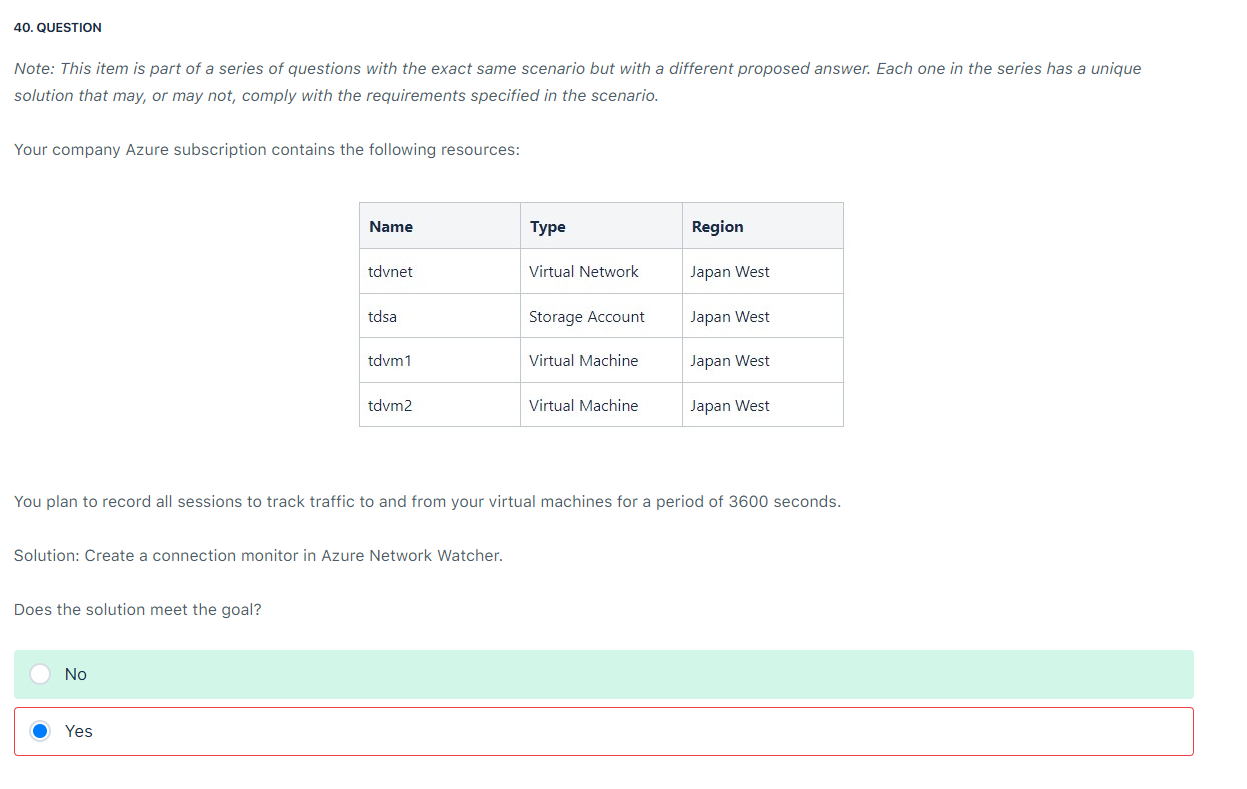 40. QUESTION
Note: This item is part of a series of questions with the exact same scenario but with a different proposed answer. Each one in the series has a unique
solution that may, or may not, comply with the requirements specified in the scenario.
Your company Azure subscription contains the following resources:
Name Type Region
tdvnet Virtual Network Japan West
tdsa Storage Account Japan West
tdvm1 Virtual Machine Japan West
tdvm2 Virtual Machine Japan West
You plan to record all sessions to track traffic to and from your virtual machines for a period of 3600 seconds.
Solution: Create a connection monitor in Azure Network Watcher.
Does the solution meet the goal?
No
Yes